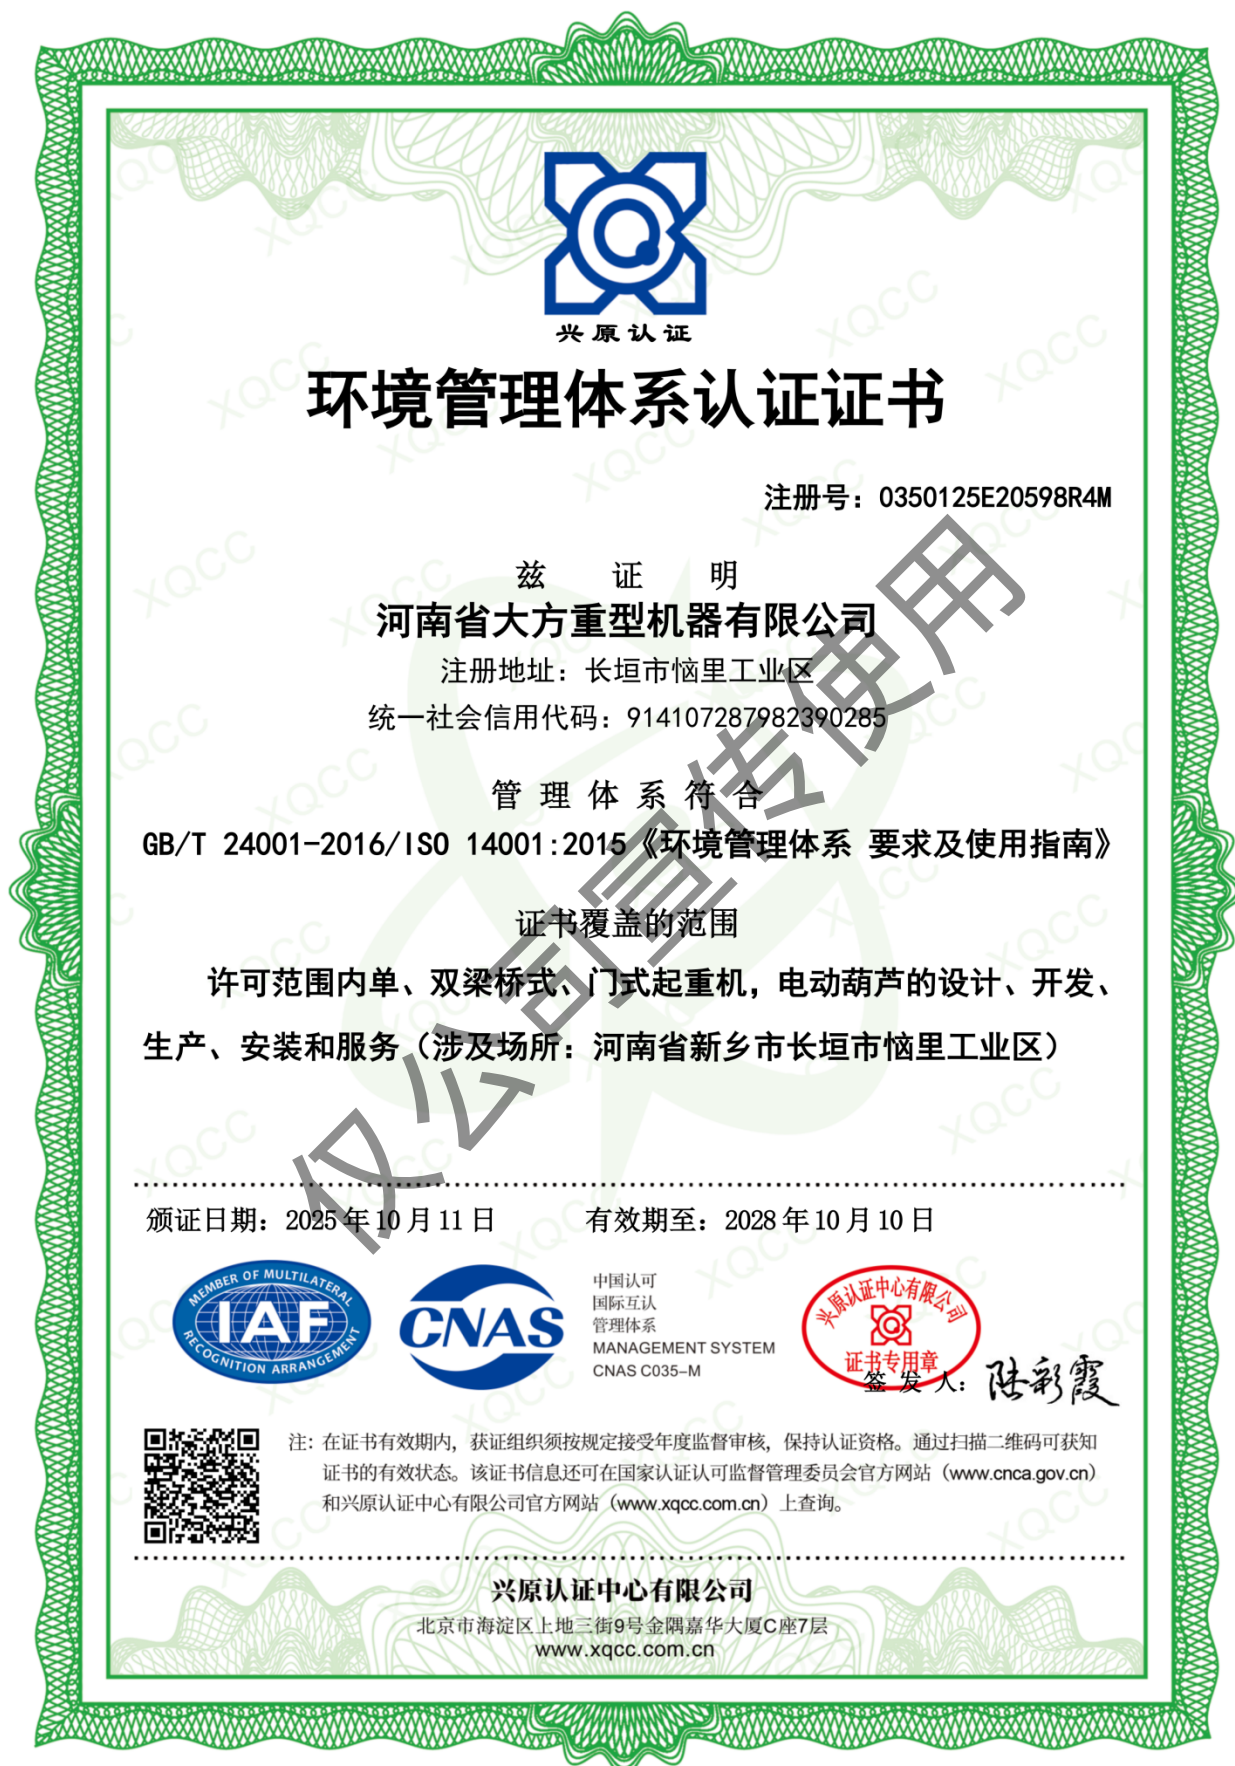 兴原认证
环境管理体系认证证书
注册号：0350125E20598R4M
兹 证 明
河南省大方重型机器有限公司
注册地址：长垣市恼里工业区
统一社会信用代码：914107287982390285
管理体系符合
GB/T 24001-2016/ISO 14001:2015《环境管理体系 要求及使用指南》
证书覆盖的范围
许可范围内单、双梁桥式、门式起重机，电动葫芦的设计、开发、
生产、安装和服务（涉及场所：河南省新乡市长垣市恼里工业区）
仅公司宣传使用
颁证日期：2025年10月11日 有效期至：2028年10月10日
MEMBER OF MULTILATERAL
IAF
RECOGNITION ARRANGEMENT
CNAS
中国认可
国际互认
管理体系
MANAGEMENT SYSTEM
CNAS C035-M
兴原认证中心有限公司
证书专用章
签发人：陆彩霞
注：在证书有效期内，获证组织须按规定接受年度监督审核，保持认证资格。通过扫描二维码可获知
证书的有效状态。该证书信息还可在国家认证认可监督管理委员会官方网站（www.cnca.gov.cn）
和兴原认证中心有限公司官方网站（www.xqcc.com.cn）上查询。
兴原认证中心有限公司
北京市海淀区上地三街9号金隅嘉华大厦C座7层
www.xqcc.com.cn
XQCC